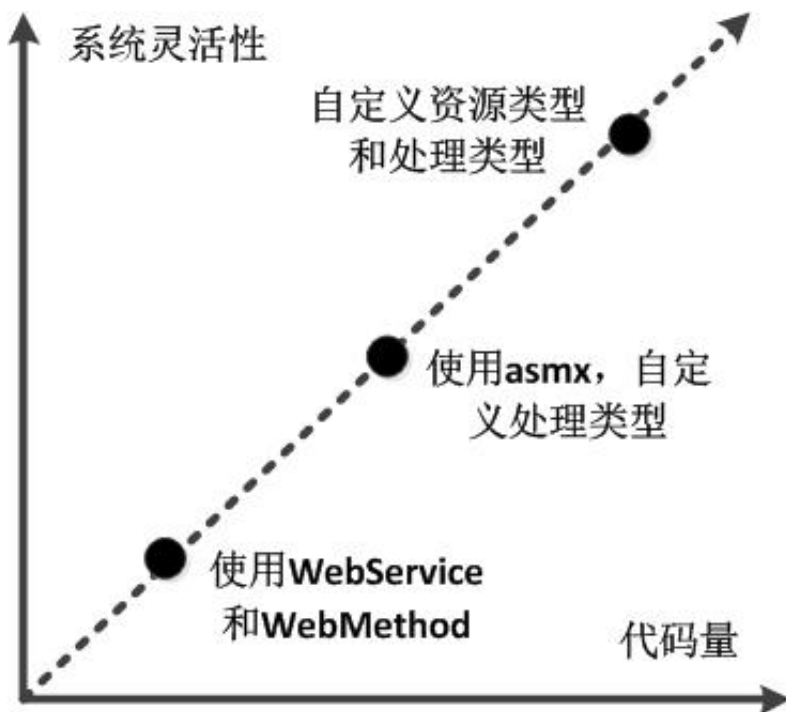 系统灵活性
自定义资源类型
和处理类型
使用asmx，自定
义处理类型
使用WebService
和WebMethod
代码量